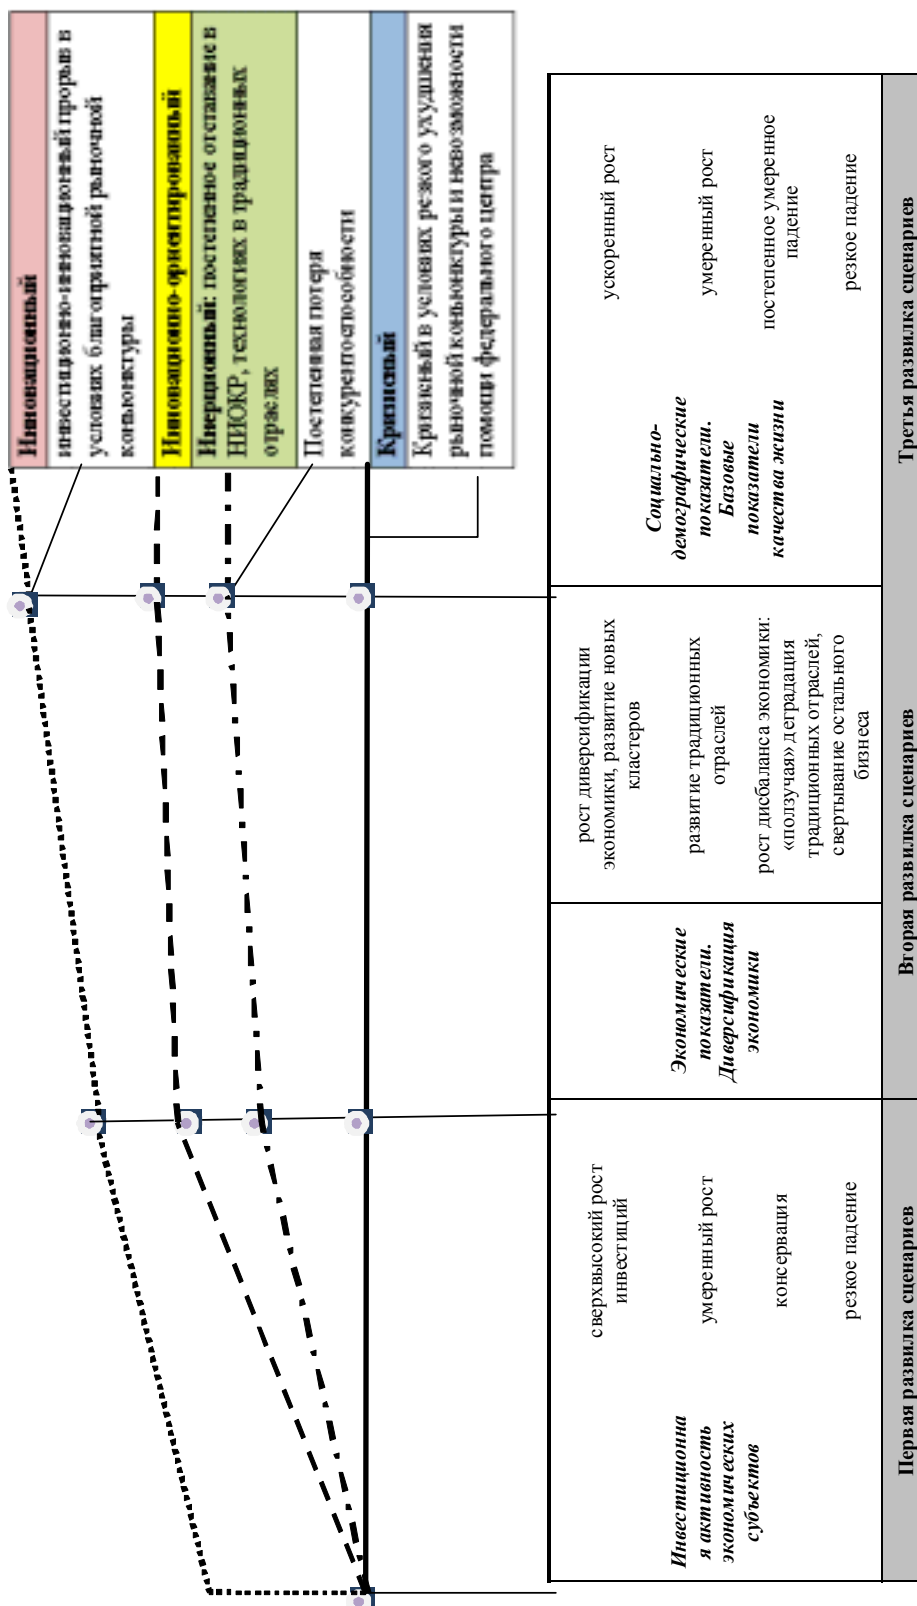 Инновационный
инвестиционно-инновационный прорыв в
условиях благоприятной рыночной
конъюнктуры
Инновационно-ориентированный
Инерционный: постепенное отставание в
НИОКР, технологиях в традиционных
отраслях
Постепенная потеря
конкурентоспособности
Кризисный
Кризисный в условиях резкого ухудшения
рыночной конъюнктуры и невозможности
помощи федерального центра
Инвестиционна
я активность
экономических
субъектов
сверхвысокий рост
инвестиций
умеренный рост
консервация
резкое падение
Экономические
показатели.
Диверсификация
экономики
рост диверсификации
экономики, развитие новых
кластеров
развитие традиционных
отраслей
рост дисбаланса экономики:
«ползучая» деградация
традиционных отраслей,
свертывание остального
бизнеса
Социально-
демографические
показатели.
Базовые
показатели
качества жизни
ускоренный рост
умеренный рост
постепенное умеренное
падение
резкое падение
Первая развилка сценариев
Вторая развилка сценариев
Третья развилка сценариев